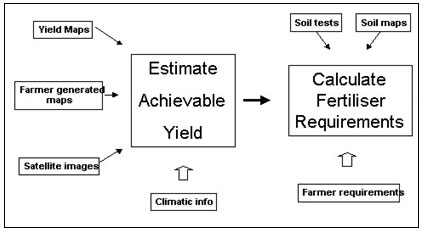 Yield Maps
Farmer generated
maps
Satellite images
Estimate
Achievable
Yield
Climatic info
Soil tests
Soil maps
Calculate
Fertiliser
Requirements
Farmer requirements